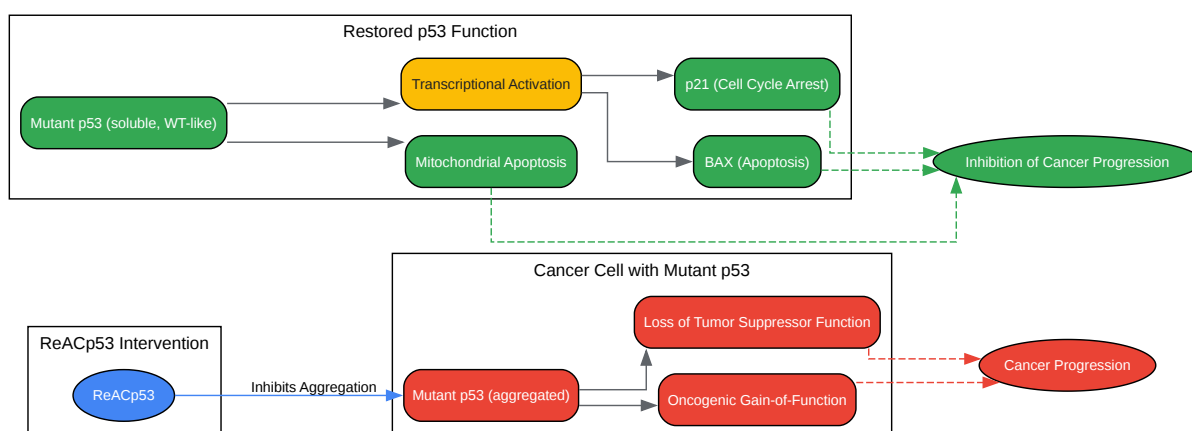 Restored p53 Function
Transcriptional Activation
p21 (Cell Cycle Arrest)
Mutant p53 (soluble, WT-like)
Mitochondrial Apoptosis
BAX (Apoptosis)
Inhibition of Cancer Progression
Cancer Cell with Mutant p53
Loss of Tumor Suppressor Function
ReACp53 Intervention
Cancer Progression
ReACp53
Inhibits Aggregation
Mutant p53 (aggregated)
Oncogenic Gain-of-Function